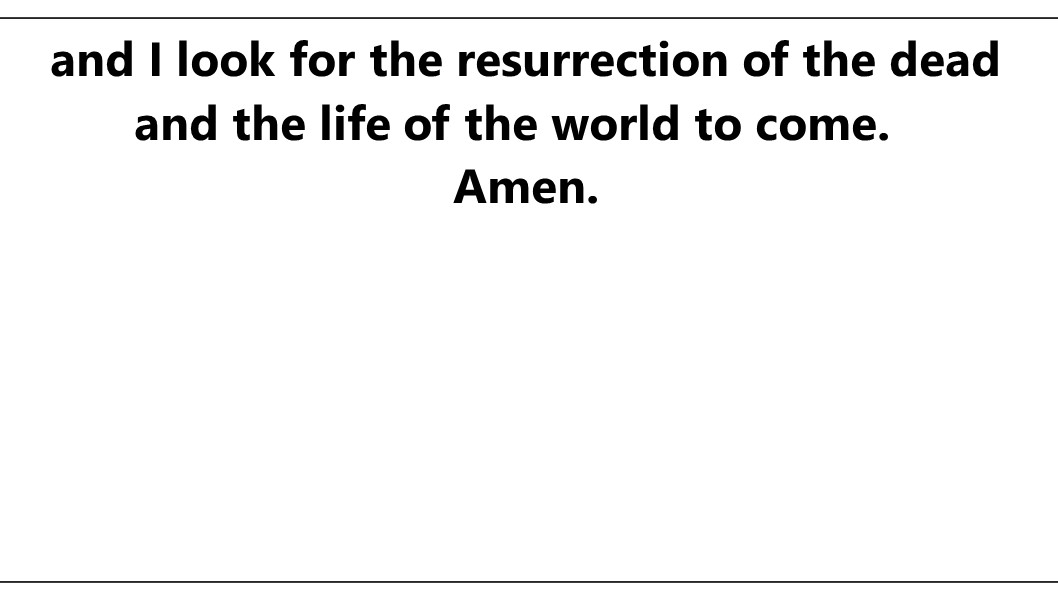 and I look for the resurrection of the dead
and the life of the world to come.
Amen.